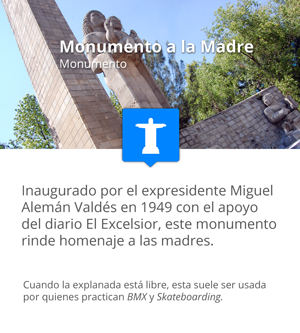 Monumento a la Madre
Monumento
Inaugurado por el expresidente Miguel
Alemán Valdés en 1949 con el apoyo
del diario El Excelsior, este monumento
rinde homenaje a las madres.
Cuando la explanada está libre, esta suele ser usada
por quienes practican BMX y Skateboarding.